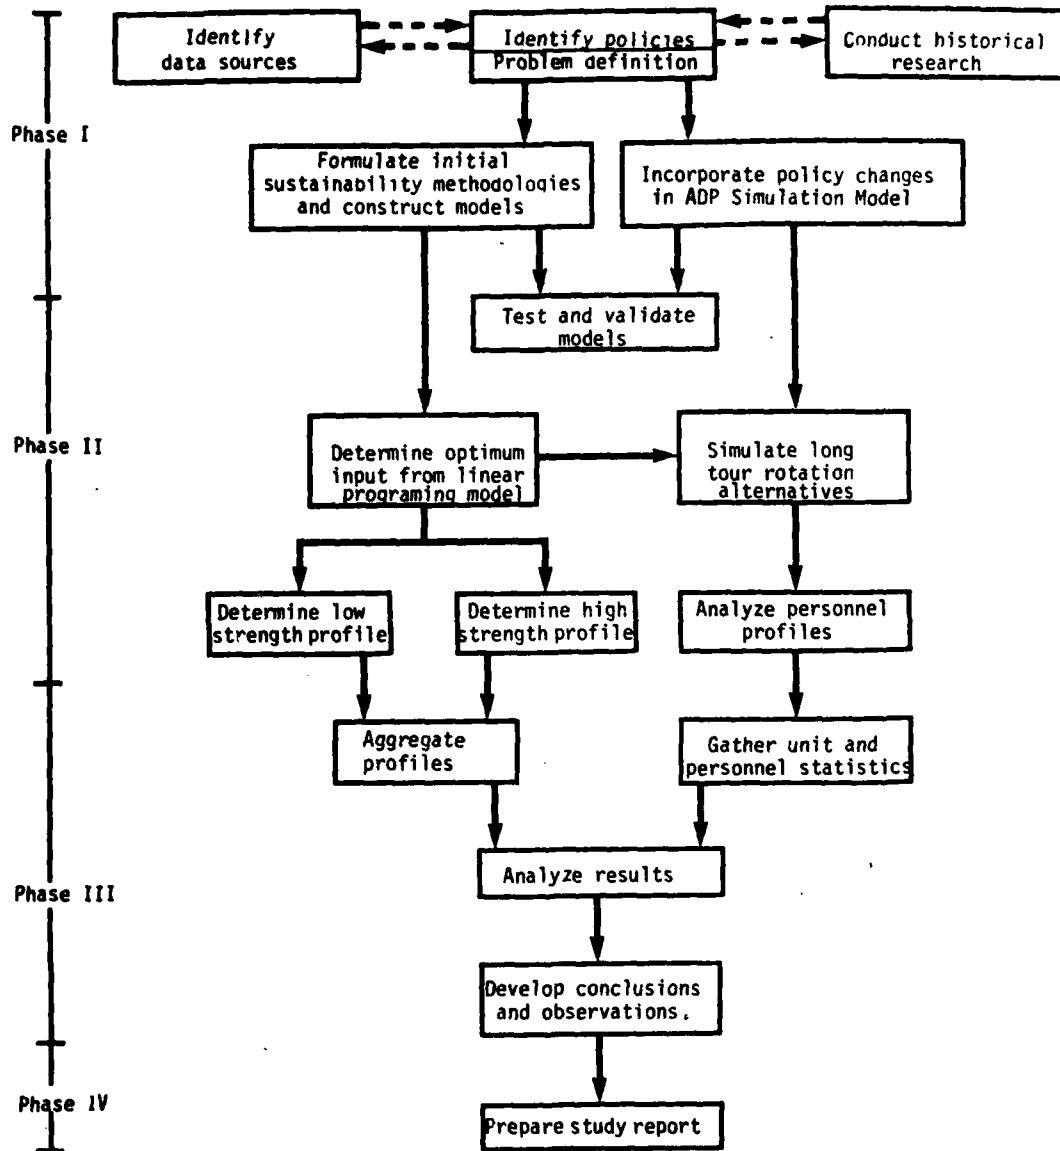 Identify
data sources
Identify policies
Problem definition
Conduct historical
research
Phase I
Formulate initial
sustainability methodologies
and construct models
Incorporate policy changes
in ADP Simulation Model
Test and validate
models
Phase II
Determine optimum
input from linear
programing model
Simulate long
tour rotation
alternatives
Determine low
strength profile
Determine high
strength profile
Analyze personnel
profiles
Aggregate
profiles
Gather unit and
personnel statistics
Phase III
Analyze results
Develop conclusions
and observations.
Phase IV
Prepare study report